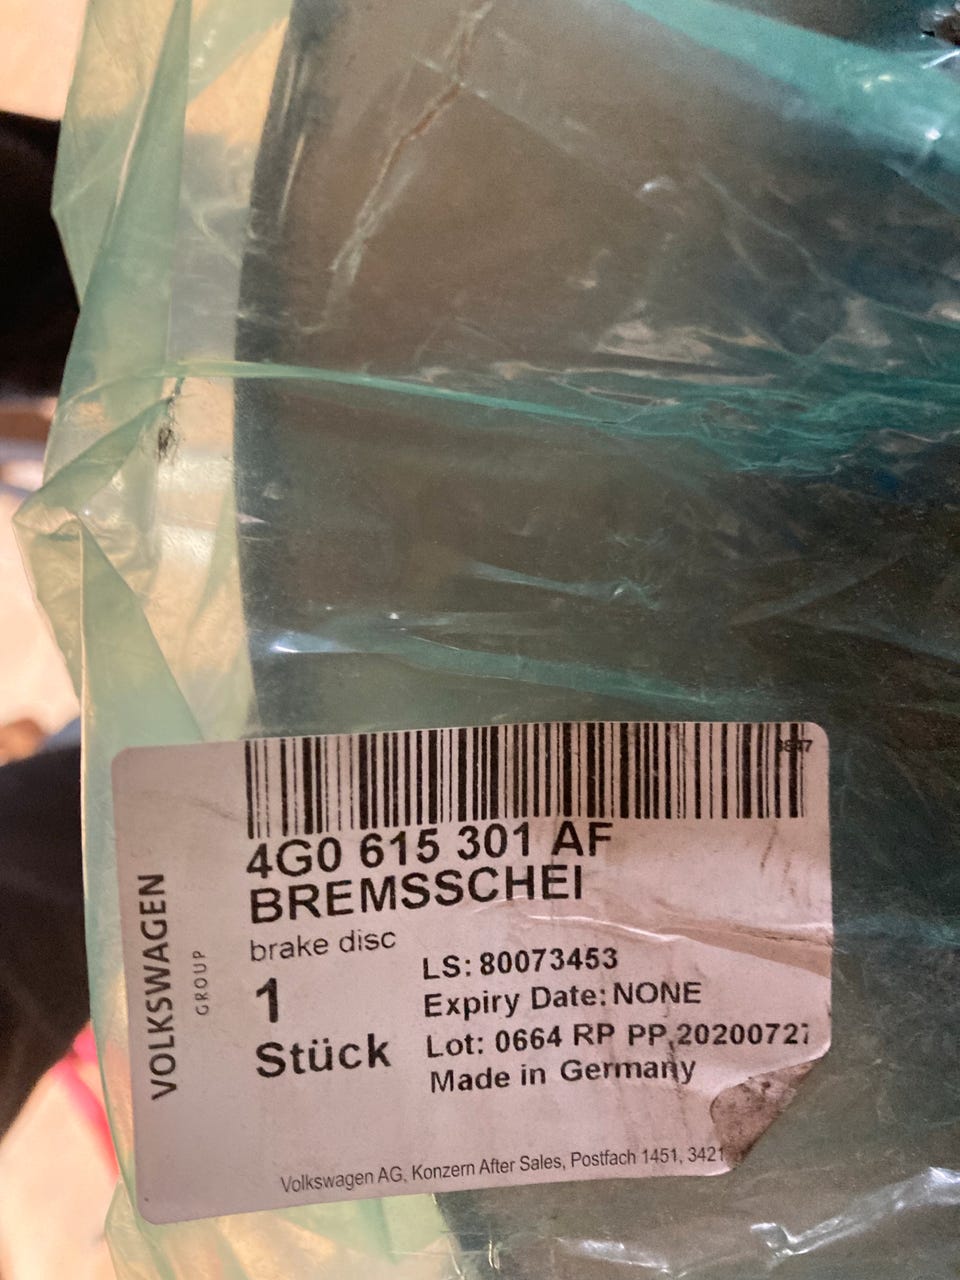 4G0 615 301 AF
BREMSSCHEI
brake disc
1
Stück
LS: 80073453
Expiry Date: NONE
Lot: 0664 RP PP 20200727
Made in Germany
VOLKSWAGEN
GROUP
Volkswagen AG, Konzern After Sales, Postfach 1451, 3421